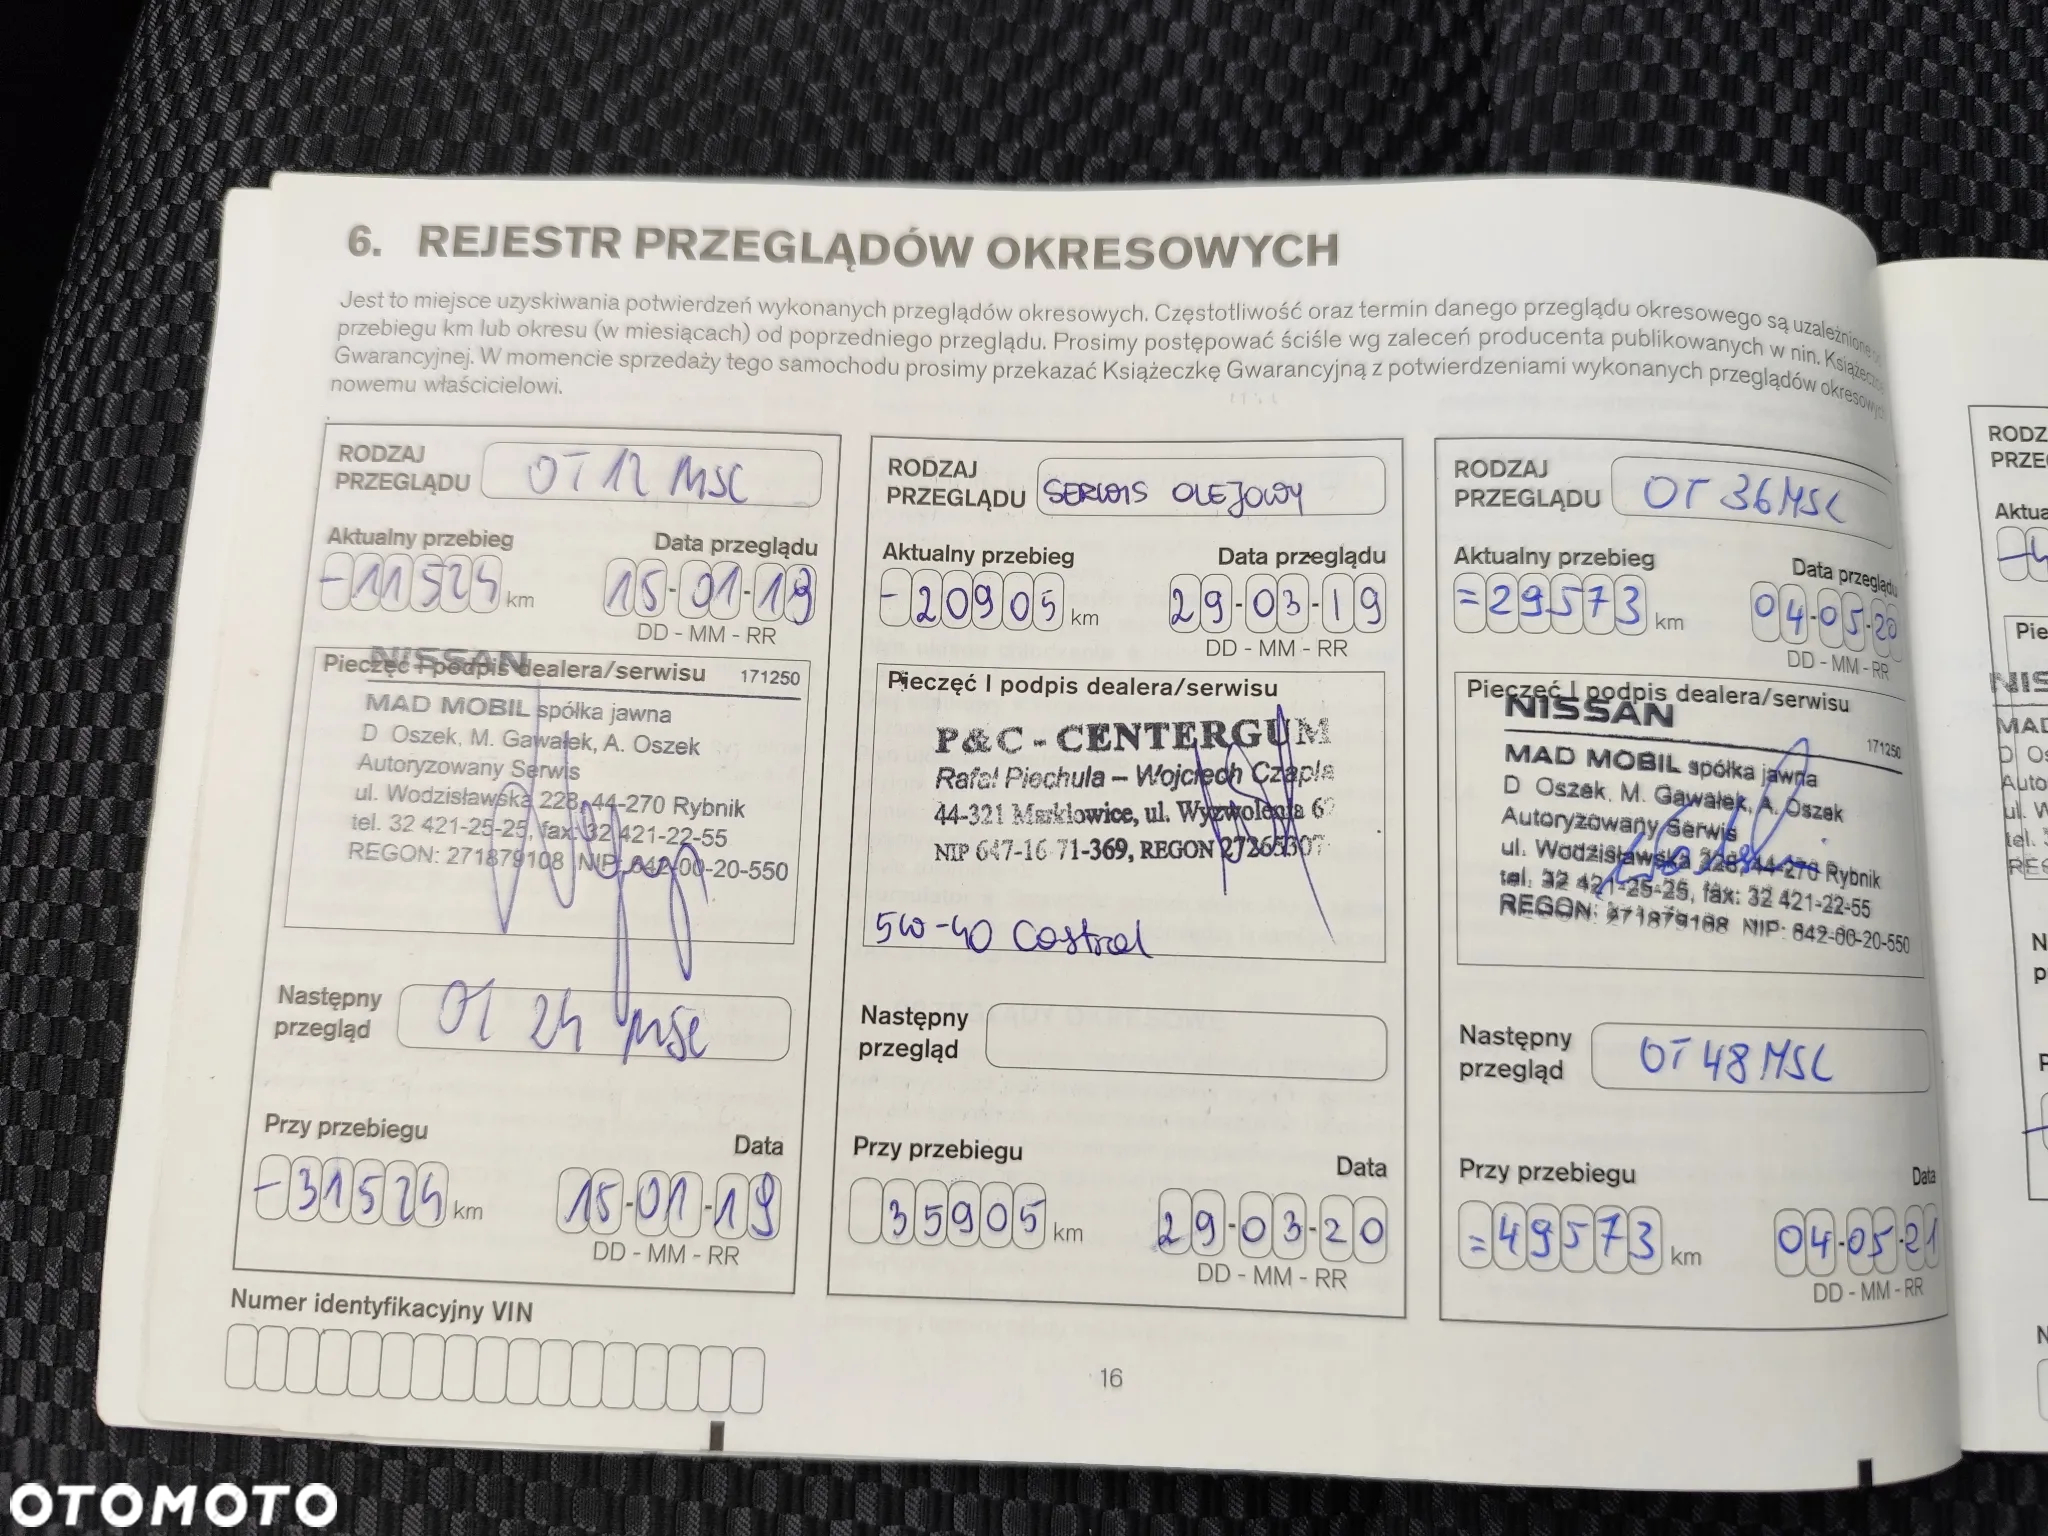 6. REJESTR PRZEGLĄDÓW OKRESOWYCH
Jest to miejsce uzyskiwania potwierdzeń wykonanych przeglądów okresowych. Częstotliwość oraz termin danego przeglądu okresowego są uzależnione
przebiegu km lub okresu (w miesiącach) od poprzedniego przeglądu. Prosimy postępować ściśle wg zaleceń producenta publikowanych w nin. Książeczce
Gwarancyjnej. W momencie sprzedaży tego samochodu prosimy przekazać Książeczkę Gwarancyjną z potwierdzeniami wykonanych przeglądów okresowych
nowemu właścicielowi.
RODZAJ
PRZEGLĄDU OT 12 MSC
Aktualny przebieg Data przeglądu
-11524 km 15-01-19
DD - MM - RR
NISSAN
Pieczęć i podpis dealera/serwisu 171250
MAD MOBIL spółka jawna
D Oszek, M. Gawałek, A. Oszek
Autoryzowany Serwis
ul. Wodzisławska 228, 44-270 Rybnik
tel. 32 421-25-25, fax: 32 421-22-55
REGON: 271879108 NIP: 642-00-20-550
Następny
przegląd OT 24 MSC
Przy przebiegu Data
-31524 km 15-01-19
DD - MM - RR
Numer identyfikacyjny VIN
RODZAJ
PRZEGLĄDU SERWIS OLEJOWY
Aktualny przebieg Data przeglądu
-20905 km 29-03-19
DD - MM - RR
Pieczęć I podpis dealera/serwisu
P&C - CENTERGUM
Rafał Piechula – Wojciech Czapla
44-321 Marklowice, ul. Wyzwolenia
NIP 647-16-71-369, REGON
5W-40 Castrol
Następny
przegląd
Przy przebiegu Data
35905 km 29-03-20
DD - MM - RR
RODZAJ
PRZEGLĄDU OT 36 MSC
Aktualny przebieg Data przeglądu
=29573 km 04-05-20
DD - MM - RR
Pieczęć I podpis dealera/serwisu
NISSAN
171250
MAD MOBIL spółka jawna
D Oszek, M. Gawałek, A. Oszek
Autoryzowany Serwis
ul. Wodzisławska 228, 44-270 Rybnik
tel. 32 421-25-25, fax: 32 421-22-55
REGON: 271879108 NIP: 642-00-20-550
Następny
przegląd OT 48 MSC
Przy przebiegu Data
=49573 km 04-05-21
DD - MM - RR
16
OTOMOTO